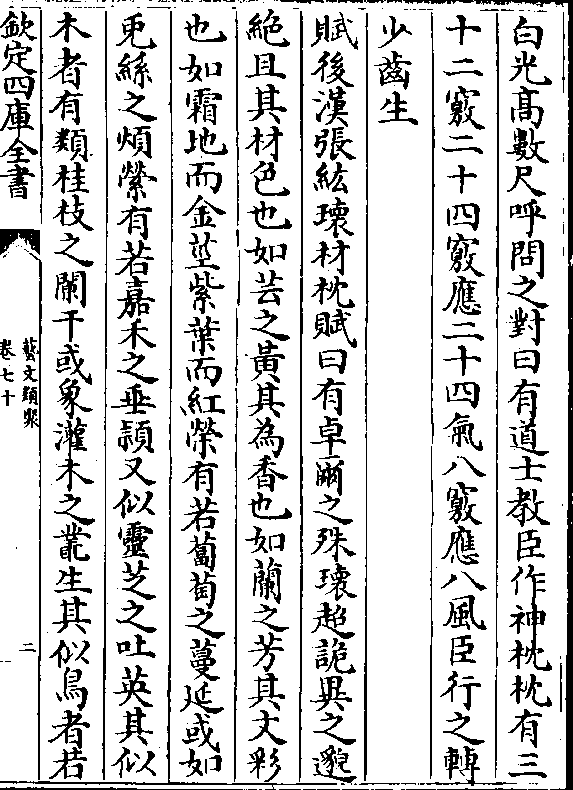 白光髙數尺呼問之對曰有道士教臣作神枕枕有三
十二竅二十四竅應二十四氣八竅應八風臣行之轉
少齒生
賦後漢張紘瓌材枕賦曰有卓爾之殊瓌超詭異之邈
絶且其材色也如芸之黄其為香也如蘭之芳其文彩
也如霜地而金莖紫葉而紅榮有若蒲萄之蔓延或如
兎絲之煩縈有若嘉禾之垂頴又似靈芝之吐英其似
木者有類桂枝之闌干或象灌木之叢生其似鳥者若
欽定四庫全書
藝文類聚
卷七十
二